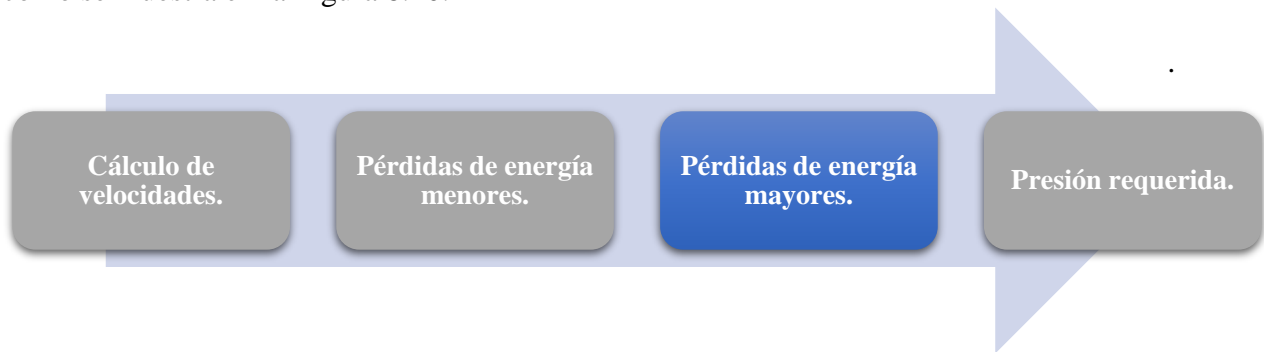 .
Cálculo de
velocidades.
Pérdidas de energía
menores.
Pérdidas de energía
mayores.
Presión requerida.